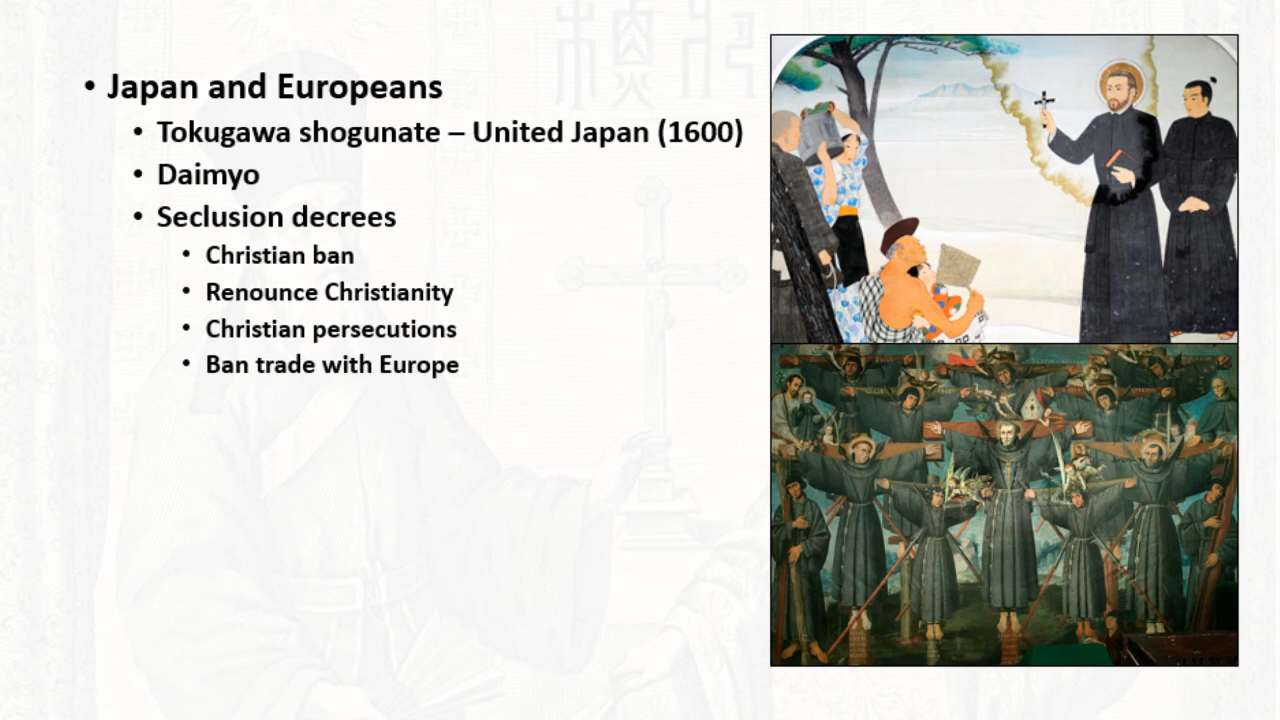 • Japan and Europeans
• Tokugawa shogunate – United Japan (1600)
• Daimyo
• Seclusion decrees
• Christian ban
• Renounce Christianity
• Christian persecutions
• Ban trade with Europe